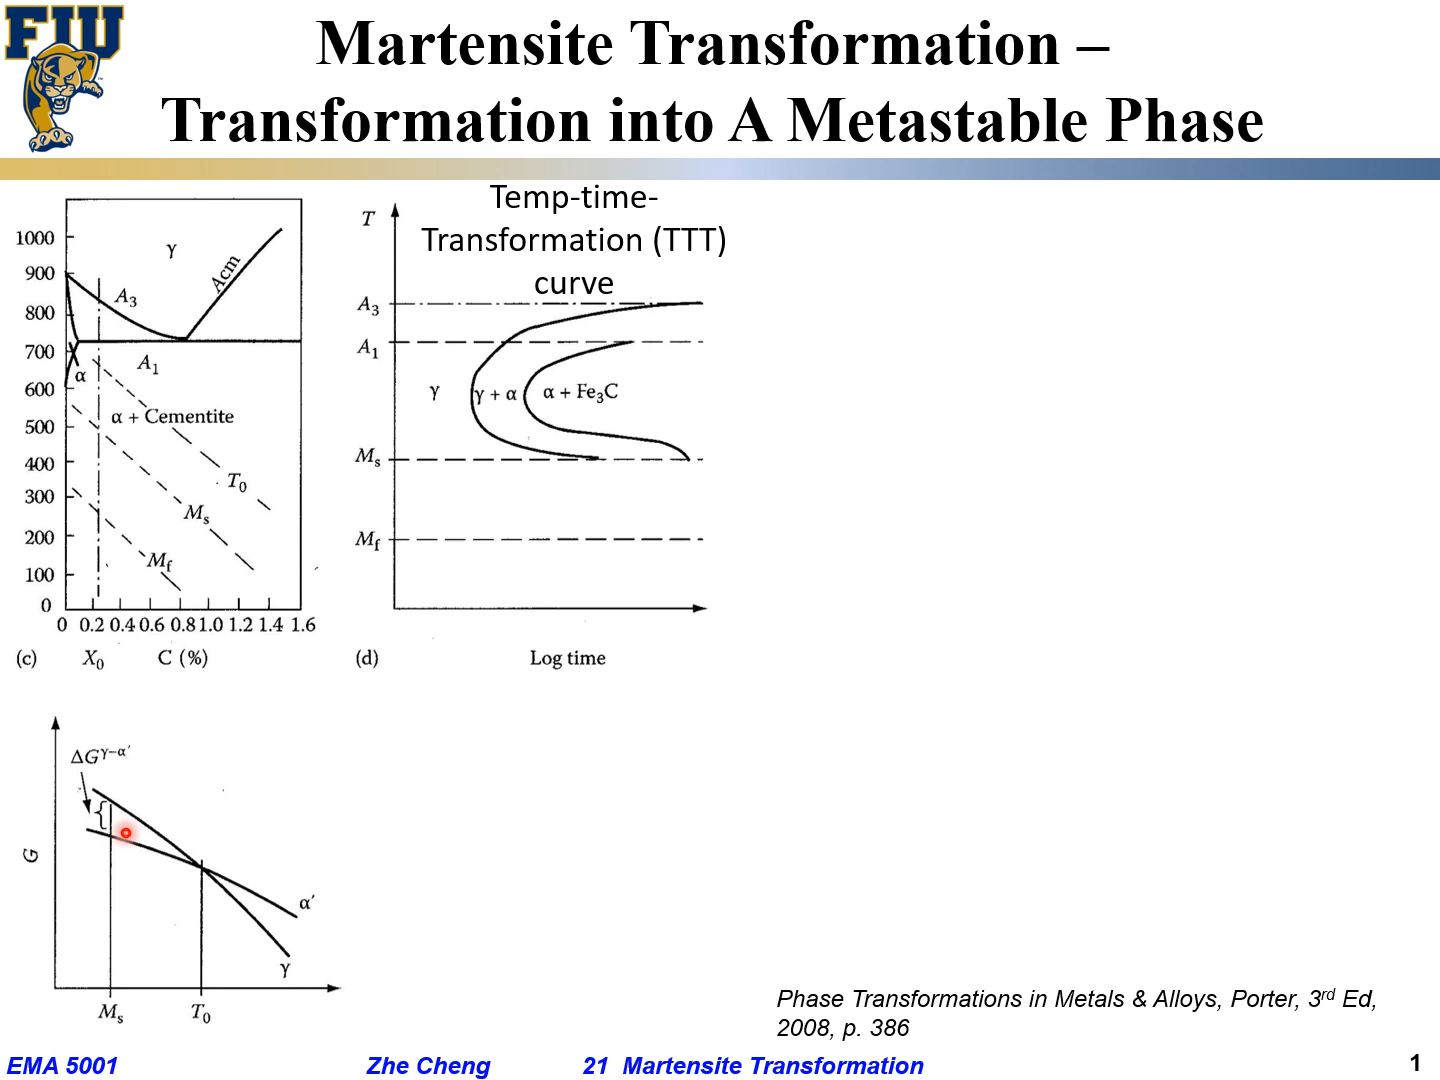 FIU
Martensite Transformation –
Transformation into A Metastable Phase
1000
900
800
700
600
500
400
300
200
100
0
γ
Acm
A3
A1
α
α + Cementite
T0
Ms
Mf
0 0.2 0.4 0.6 0.8 1.0 1.2 1.4 1.6
(c) X0 C (%)
Temp-time-
Transformation (TTT)
curve
T
A3
A1
γ γ + α α + Fe3C
Ms
Mf
(d) Log time
ΔGγ–α′
G
α′
γ
Ms T0
Phase Transformations in Metals & Alloys, Porter, 3rd Ed,
2008, p. 386
EMA 5001 Zhe Cheng 21 Martensite Transformation 1